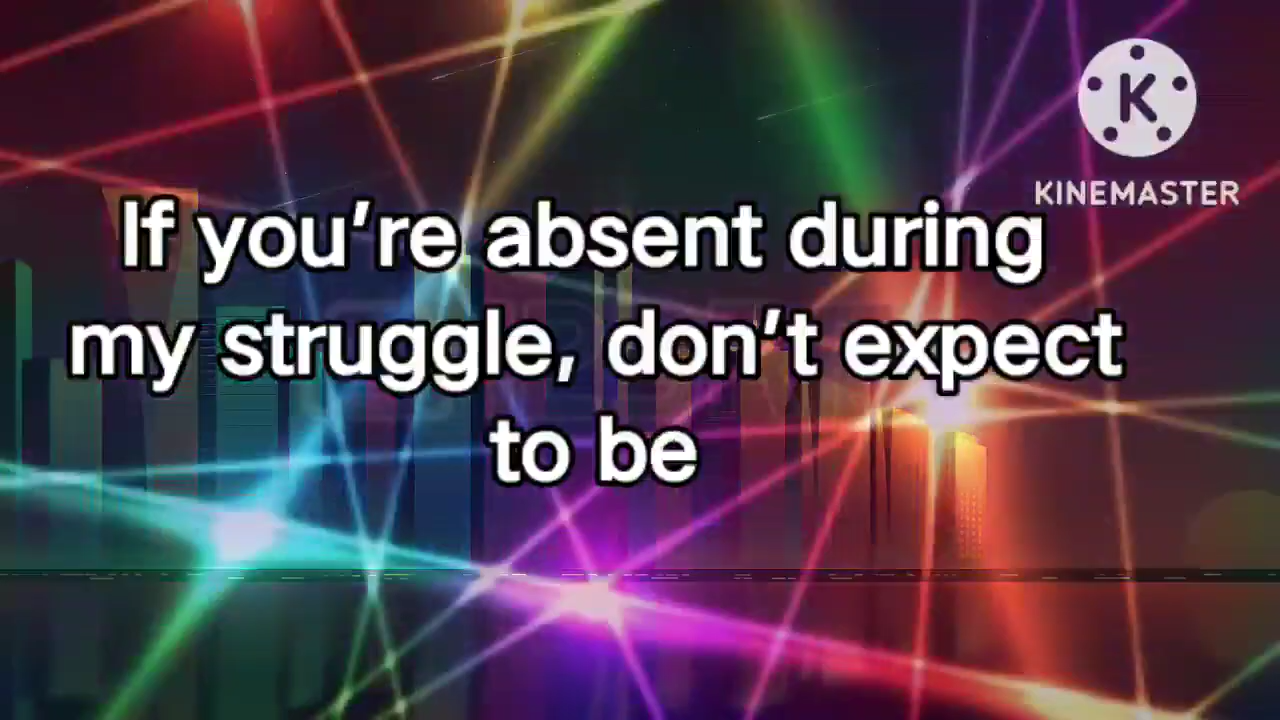 K
KINEMASTER
If you’re absent during
my struggle, don’t expect
to be